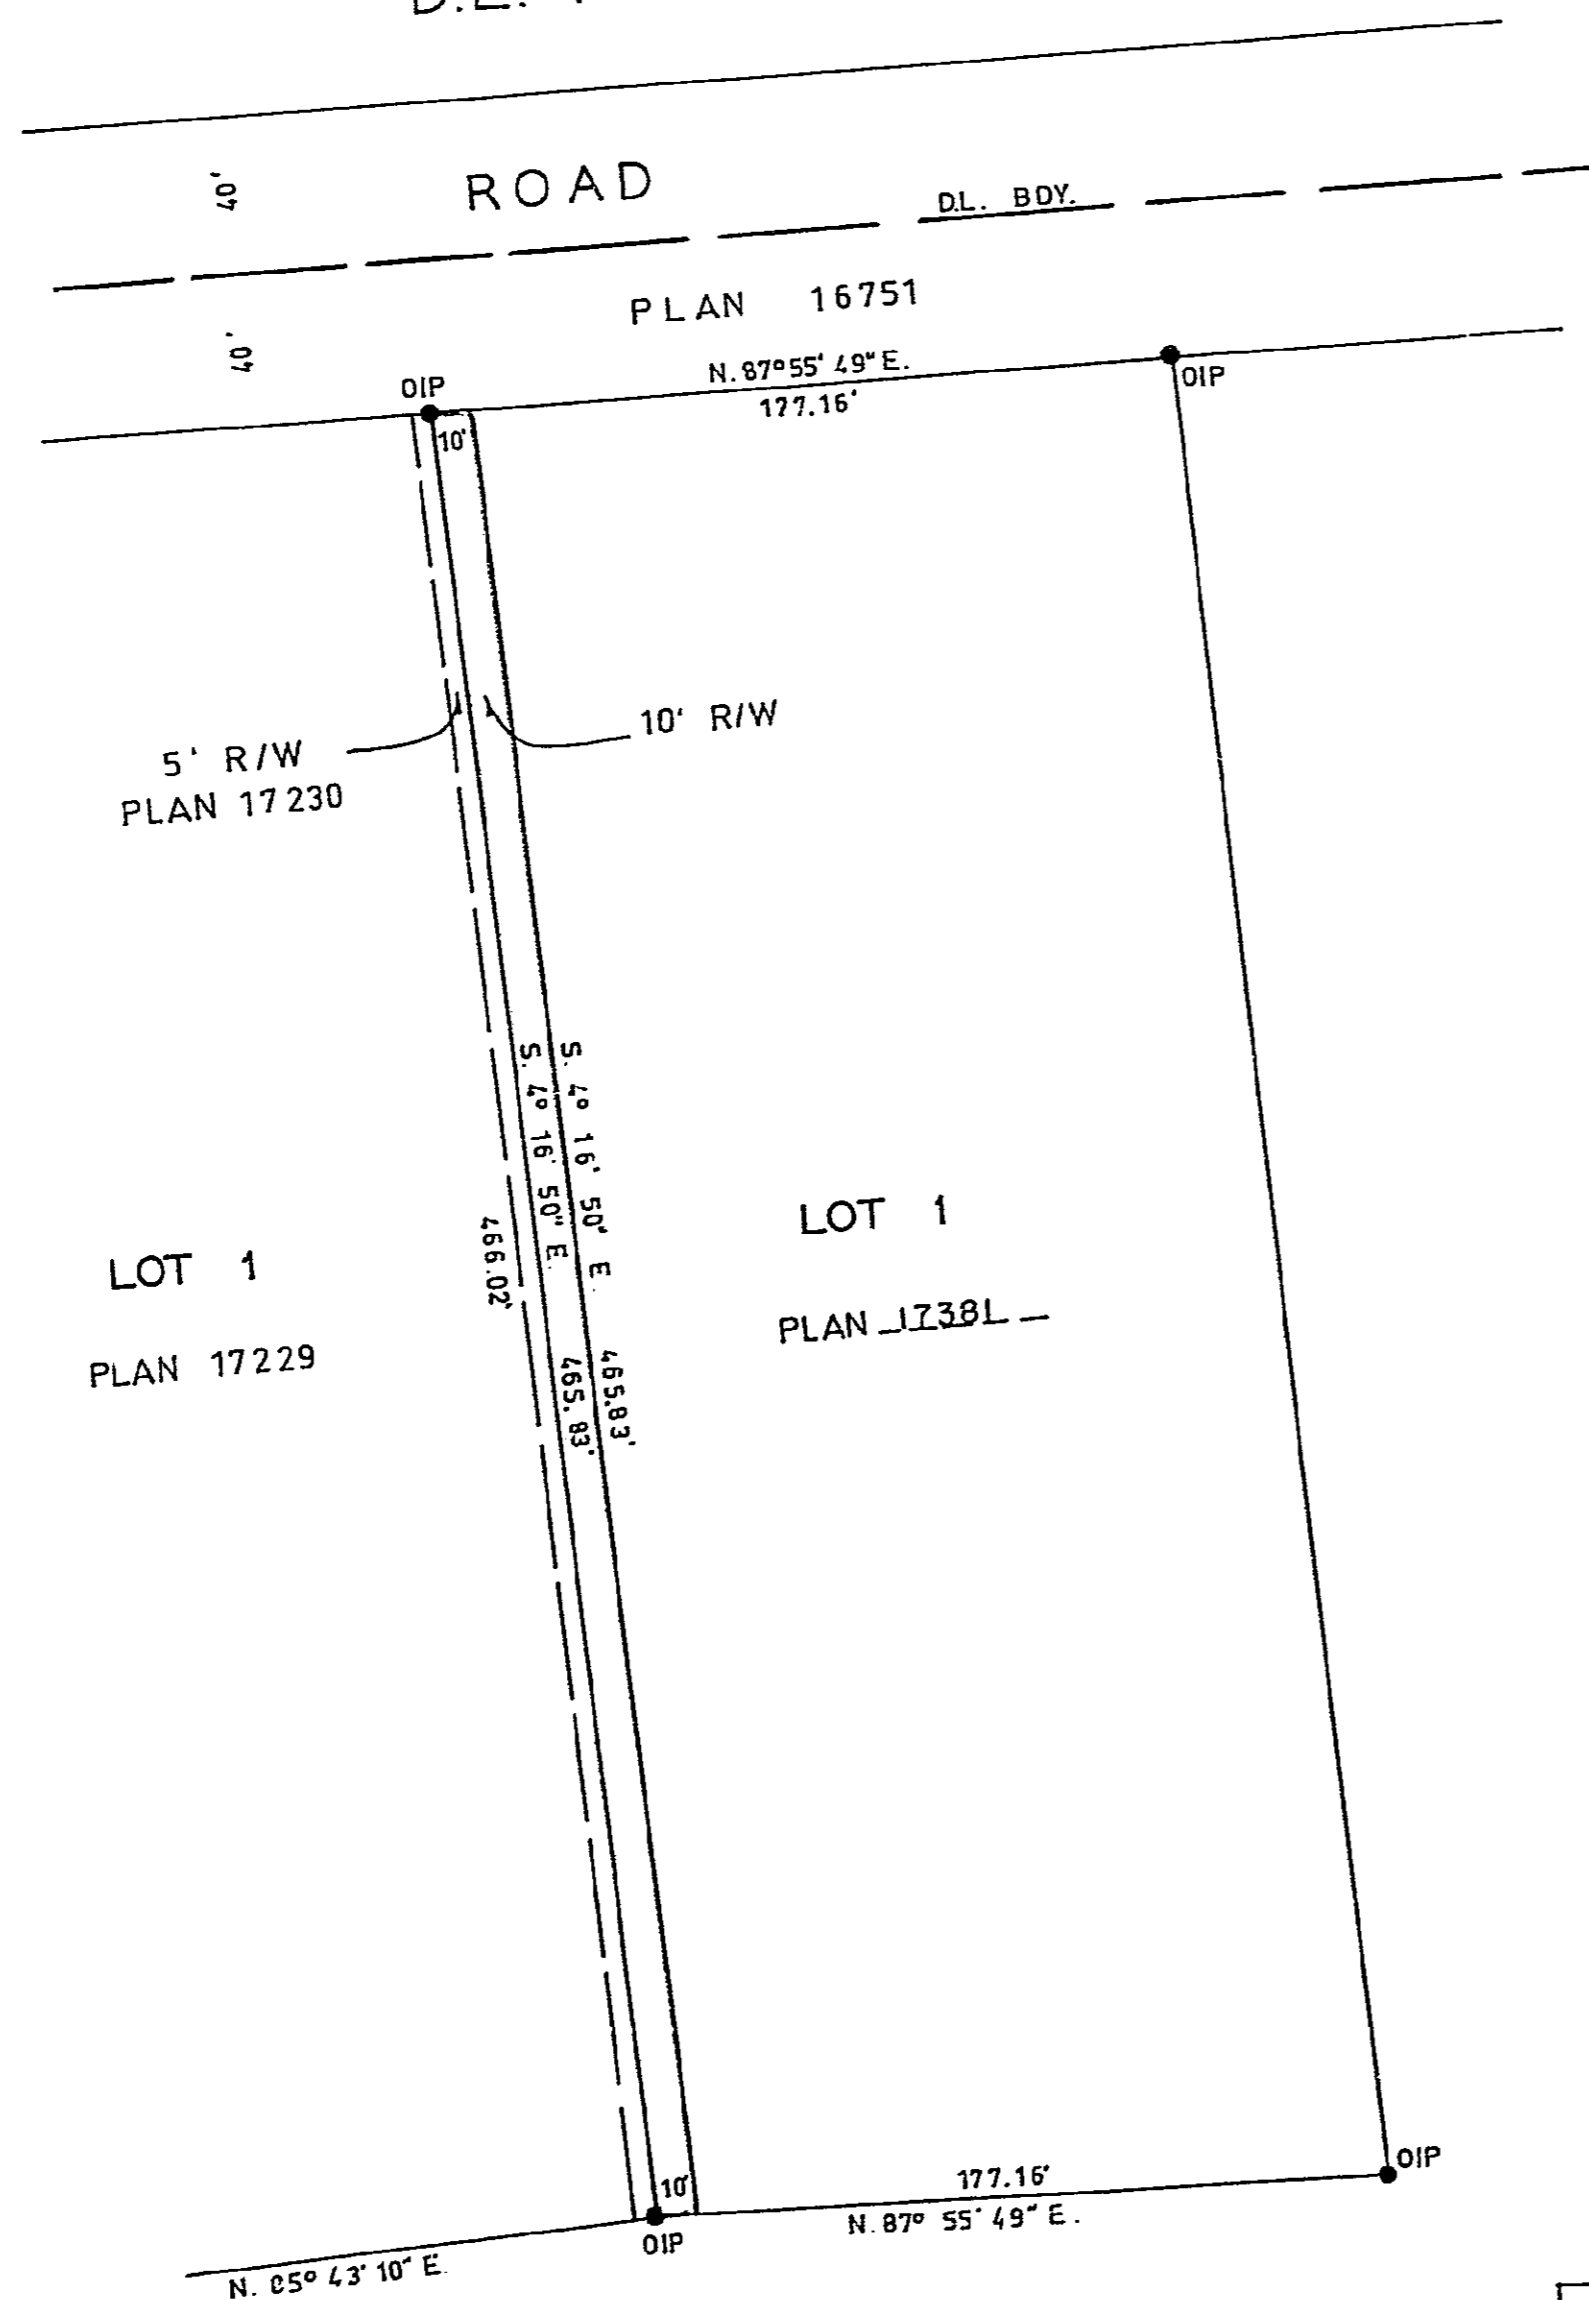 D.L.
40'
ROAD
D.L. BDY.
PLAN 16751
40'
OIP
N. 87° 55' 49" E.
177.16'
OIP
10'
5' R/W
PLAN 17230
10' R/W
S. 4° 16' 50" E. 465.83'
S. 4° 16' 50" E. 465.83'
466.02'
LOT 1
PLAN 17229
LOT 1
PLAN
10'
177.16'
OIP
N. 87° 55' 49" E.
OIP
N. 85° 43' 10" E.